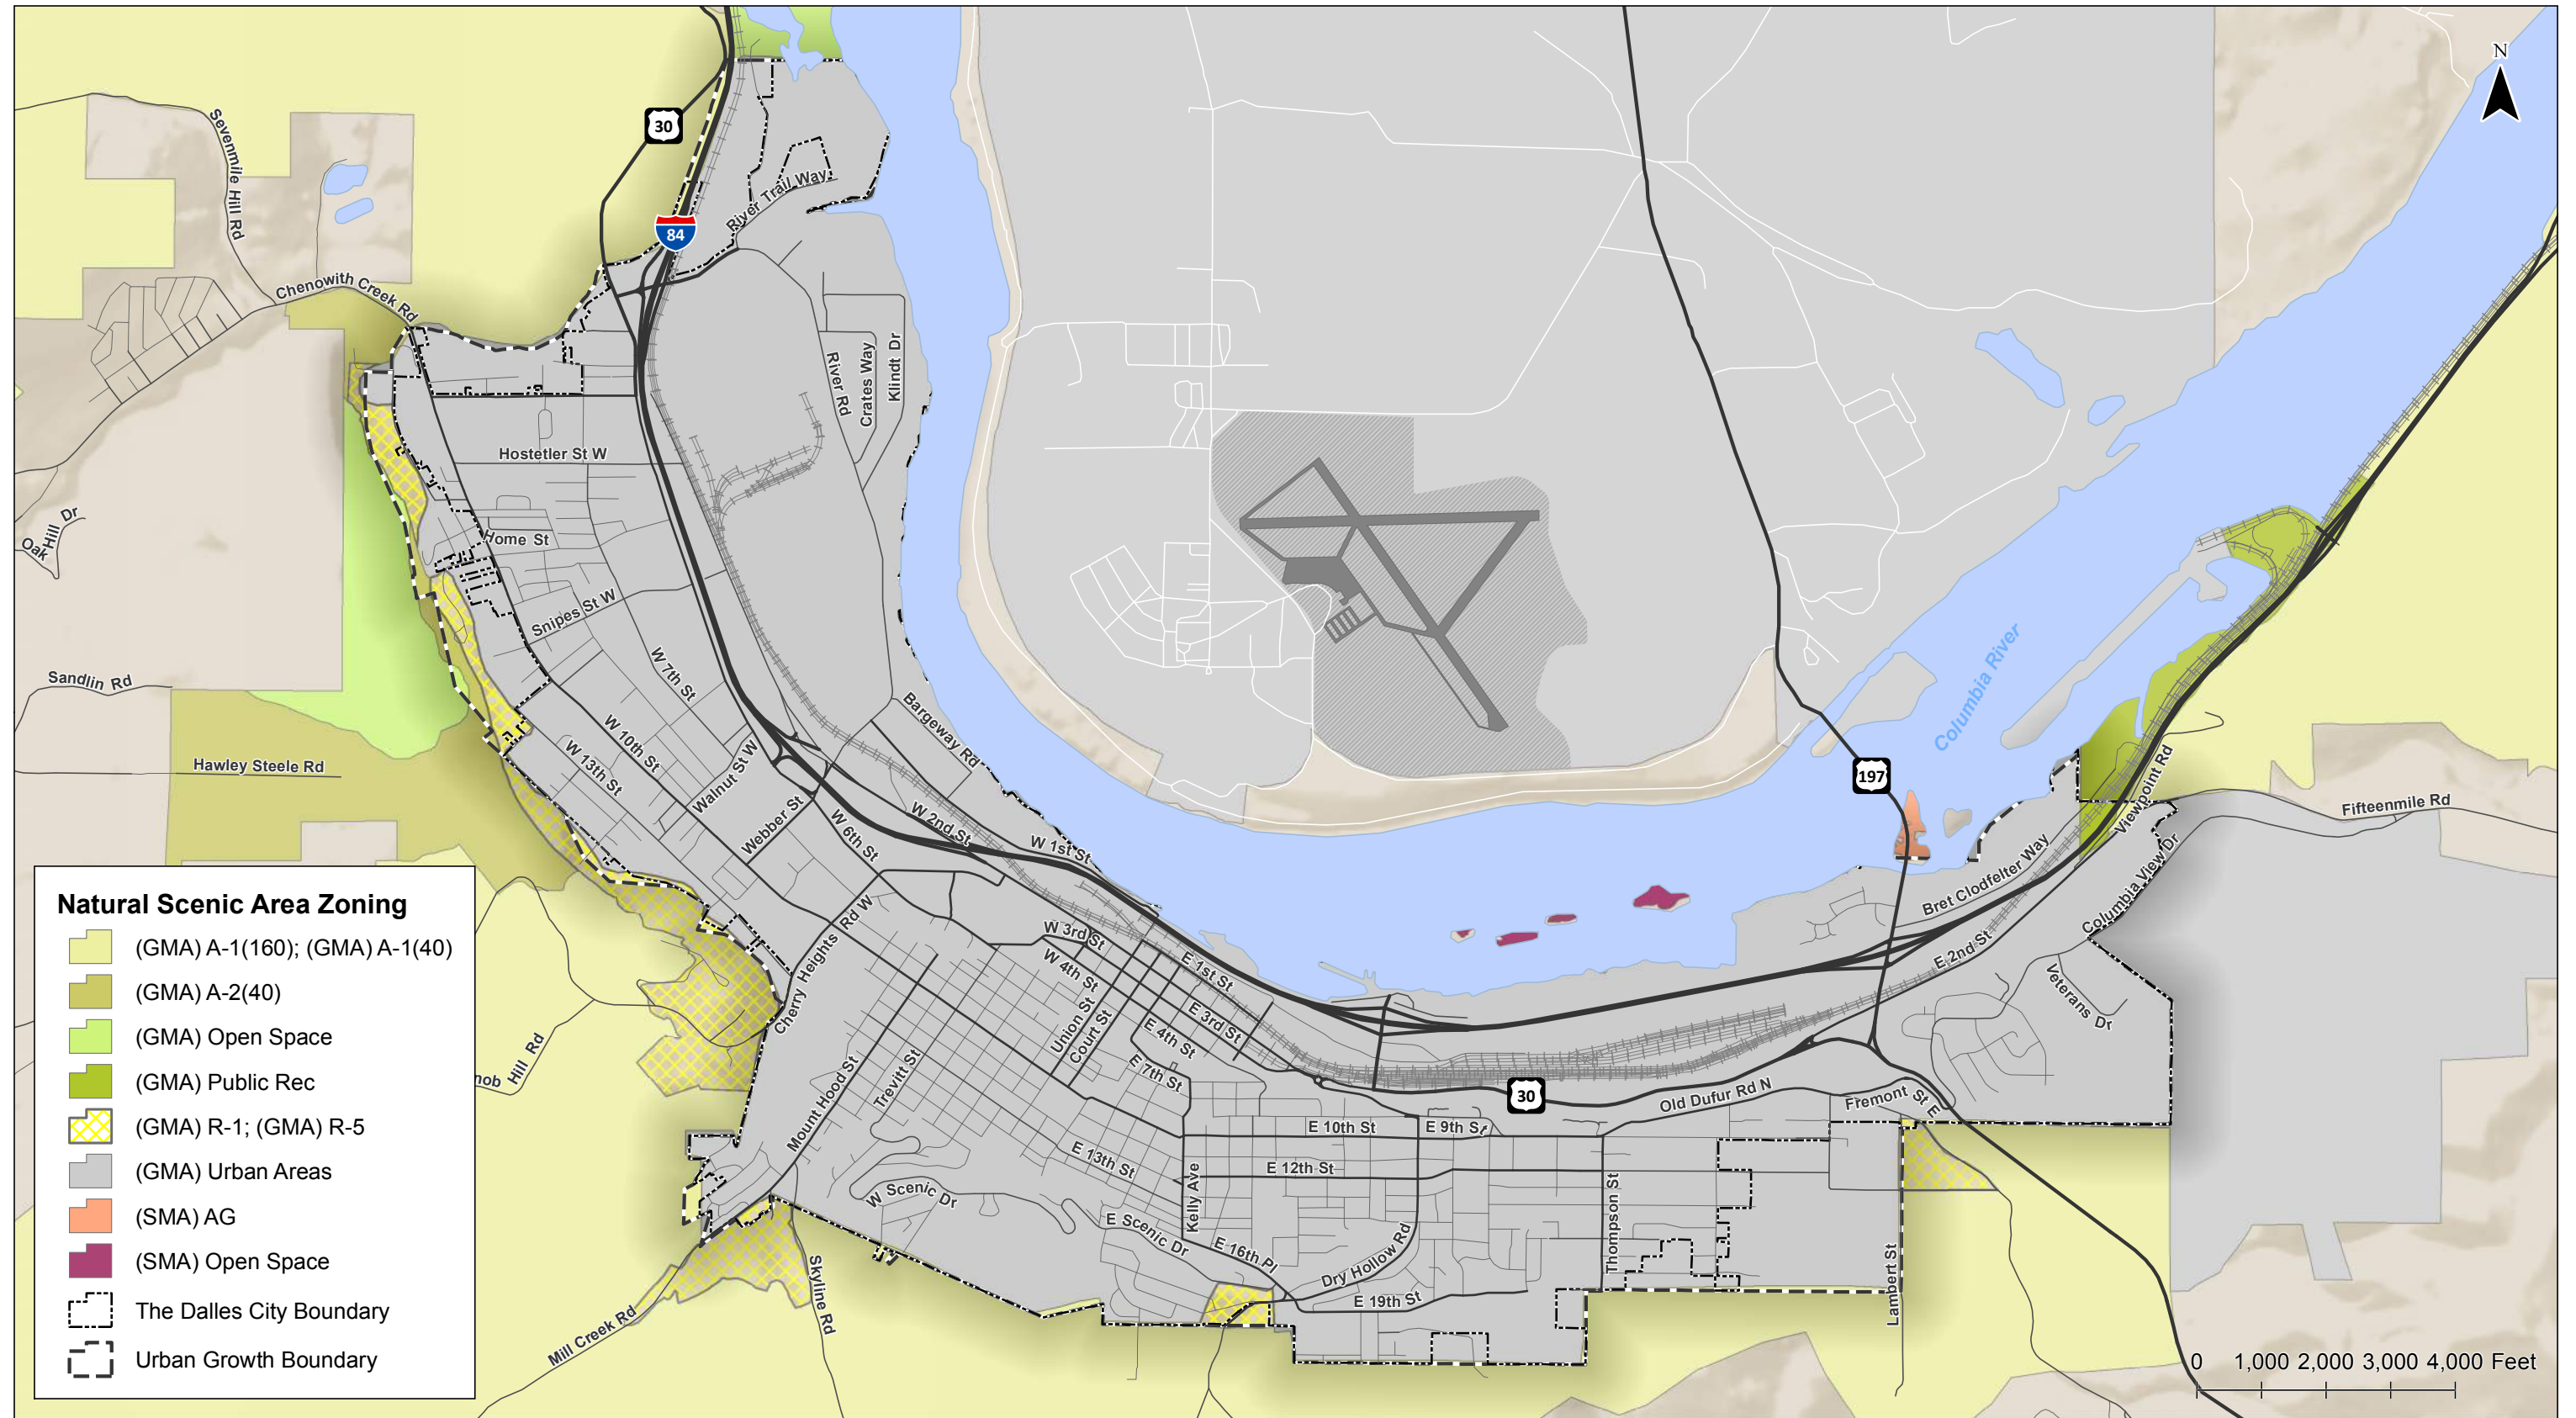 N
30
84
Sevenmile Hill Rd
River Trail Way
Chenowith Creek Rd
River Rd
Crates Way
Klindt Dr
Hostetler St W
Oak Hill Dr
Home St
Snipes St W
Sandlin Rd
W 7th St
Columbia River
Hawley Steele Rd
W 10th St
W 13th St
Walnut St W
Bargeway Rd
197
Viewpoint Rd
Fifteenmile Rd
Webber St
W 6th St
W 2nd St
W 1st St
Bret Clodfelter Way
Columbia View Dr
Cherry Heights Rd W
W 3rd St
W 4th St
E 1st St
E 2nd St
Veterans Dr
Union St
Court St
E 3rd St
E 4th St
E 7th St
Hill Rd
Mount Hood St
Trevitt St
30
Old Dufur Rd N
Fremont St E
E 10th St
E 9th St
E 13th St
E 12th St
Kelly Ave
Thompson St
W Scenic Dr
E Scenic Dr
E 16th Pl
Dry Hollow Rd
E 19th St
Lambert St
Skyline Rd
Mill Creek Rd
Natural Scenic Area Zoning
(GMA) A-1(160); (GMA) A-1(40)
(GMA) A-2(40)
(GMA) Open Space
(GMA) Public Rec
(GMA) R-1; (GMA) R-5
(GMA) Urban Areas
(SMA) AG
(SMA) Open Space
The Dalles City Boundary
Urban Growth Boundary
0 1,000 2,000 3,000 4,000 Feet